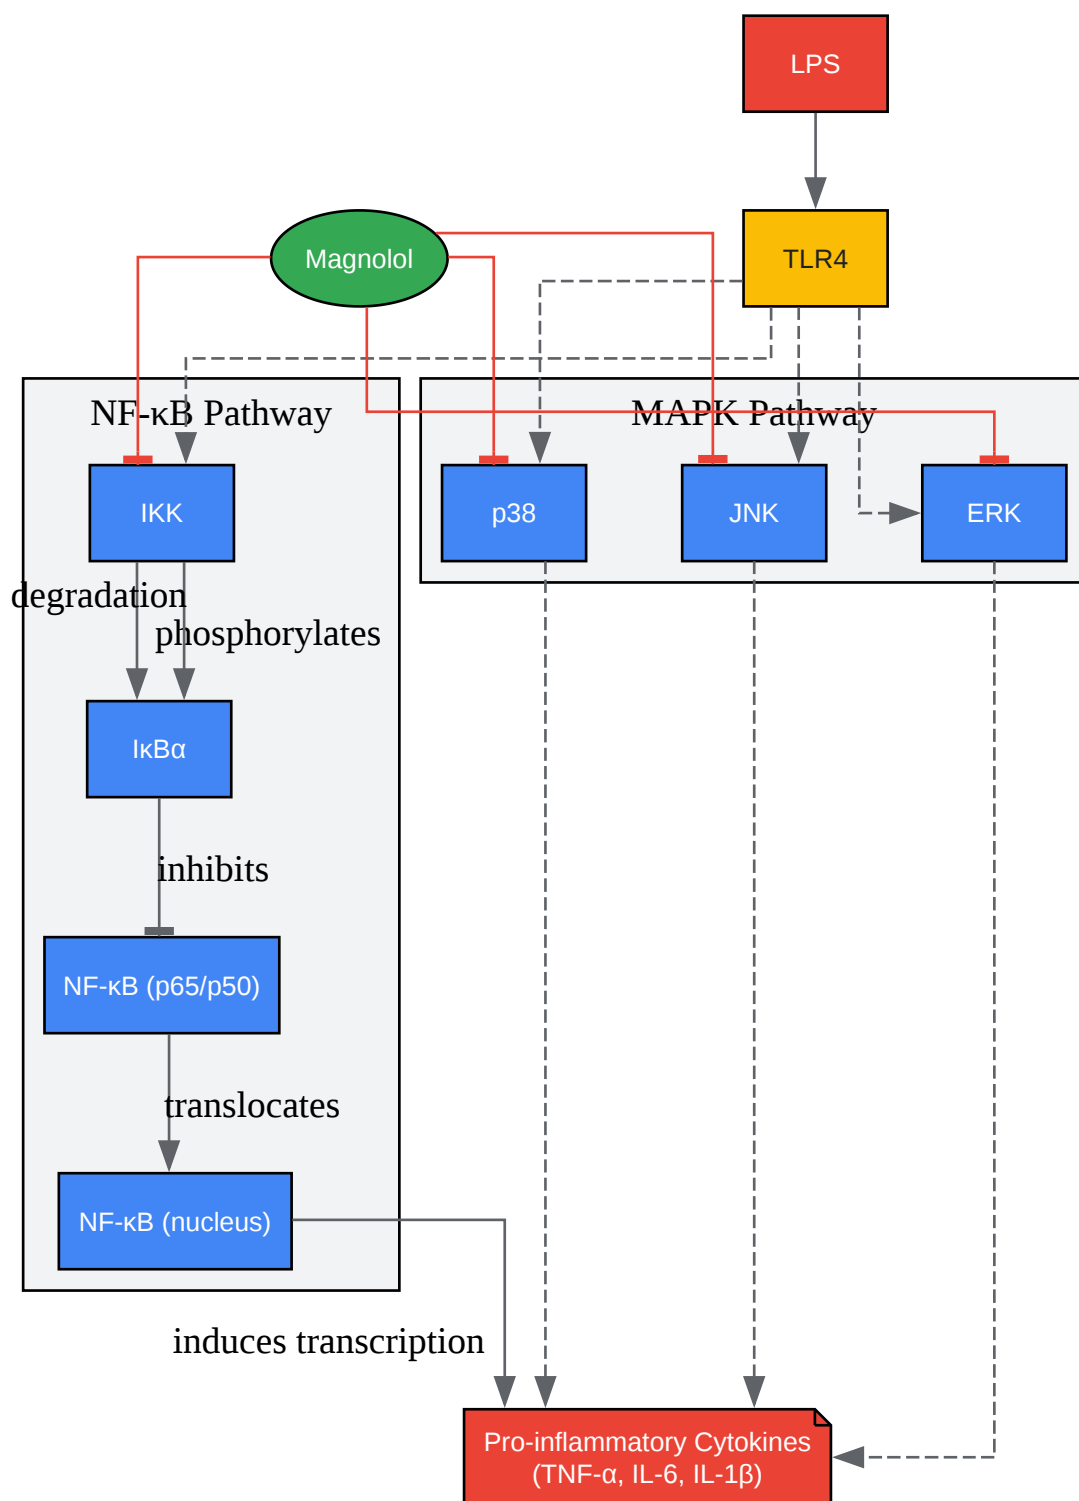 LPS
Magnolol
TLR4
NF-κB Pathway
MAPK Pathway
IKK
p38
JNK
ERK
degradation
phosphorylates
IκBα
inhibits
NF-κB (p65/p50)
translocates
NF-κB (nucleus)
induces transcription
Pro-inflammatory Cytokines
(TNF-α, IL-6, IL-1β)